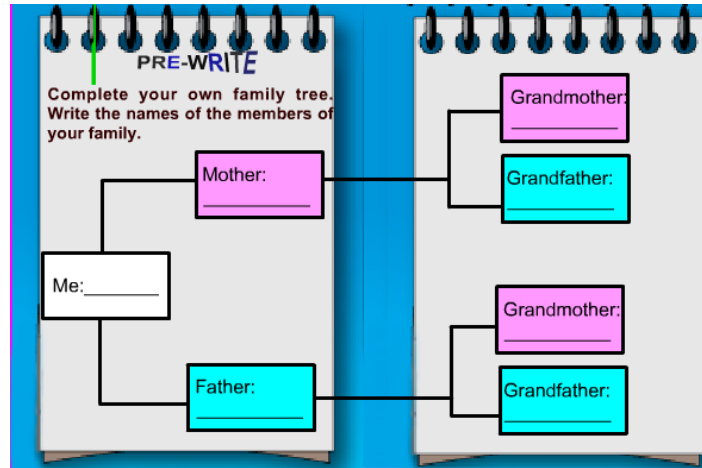 PRE-WRITE
Complete your own family tree.
Write the names of the members of
your family.
Mother:
Me:
Father:
Grandmother:
Grandfather:
Grandmother:
Grandfather: